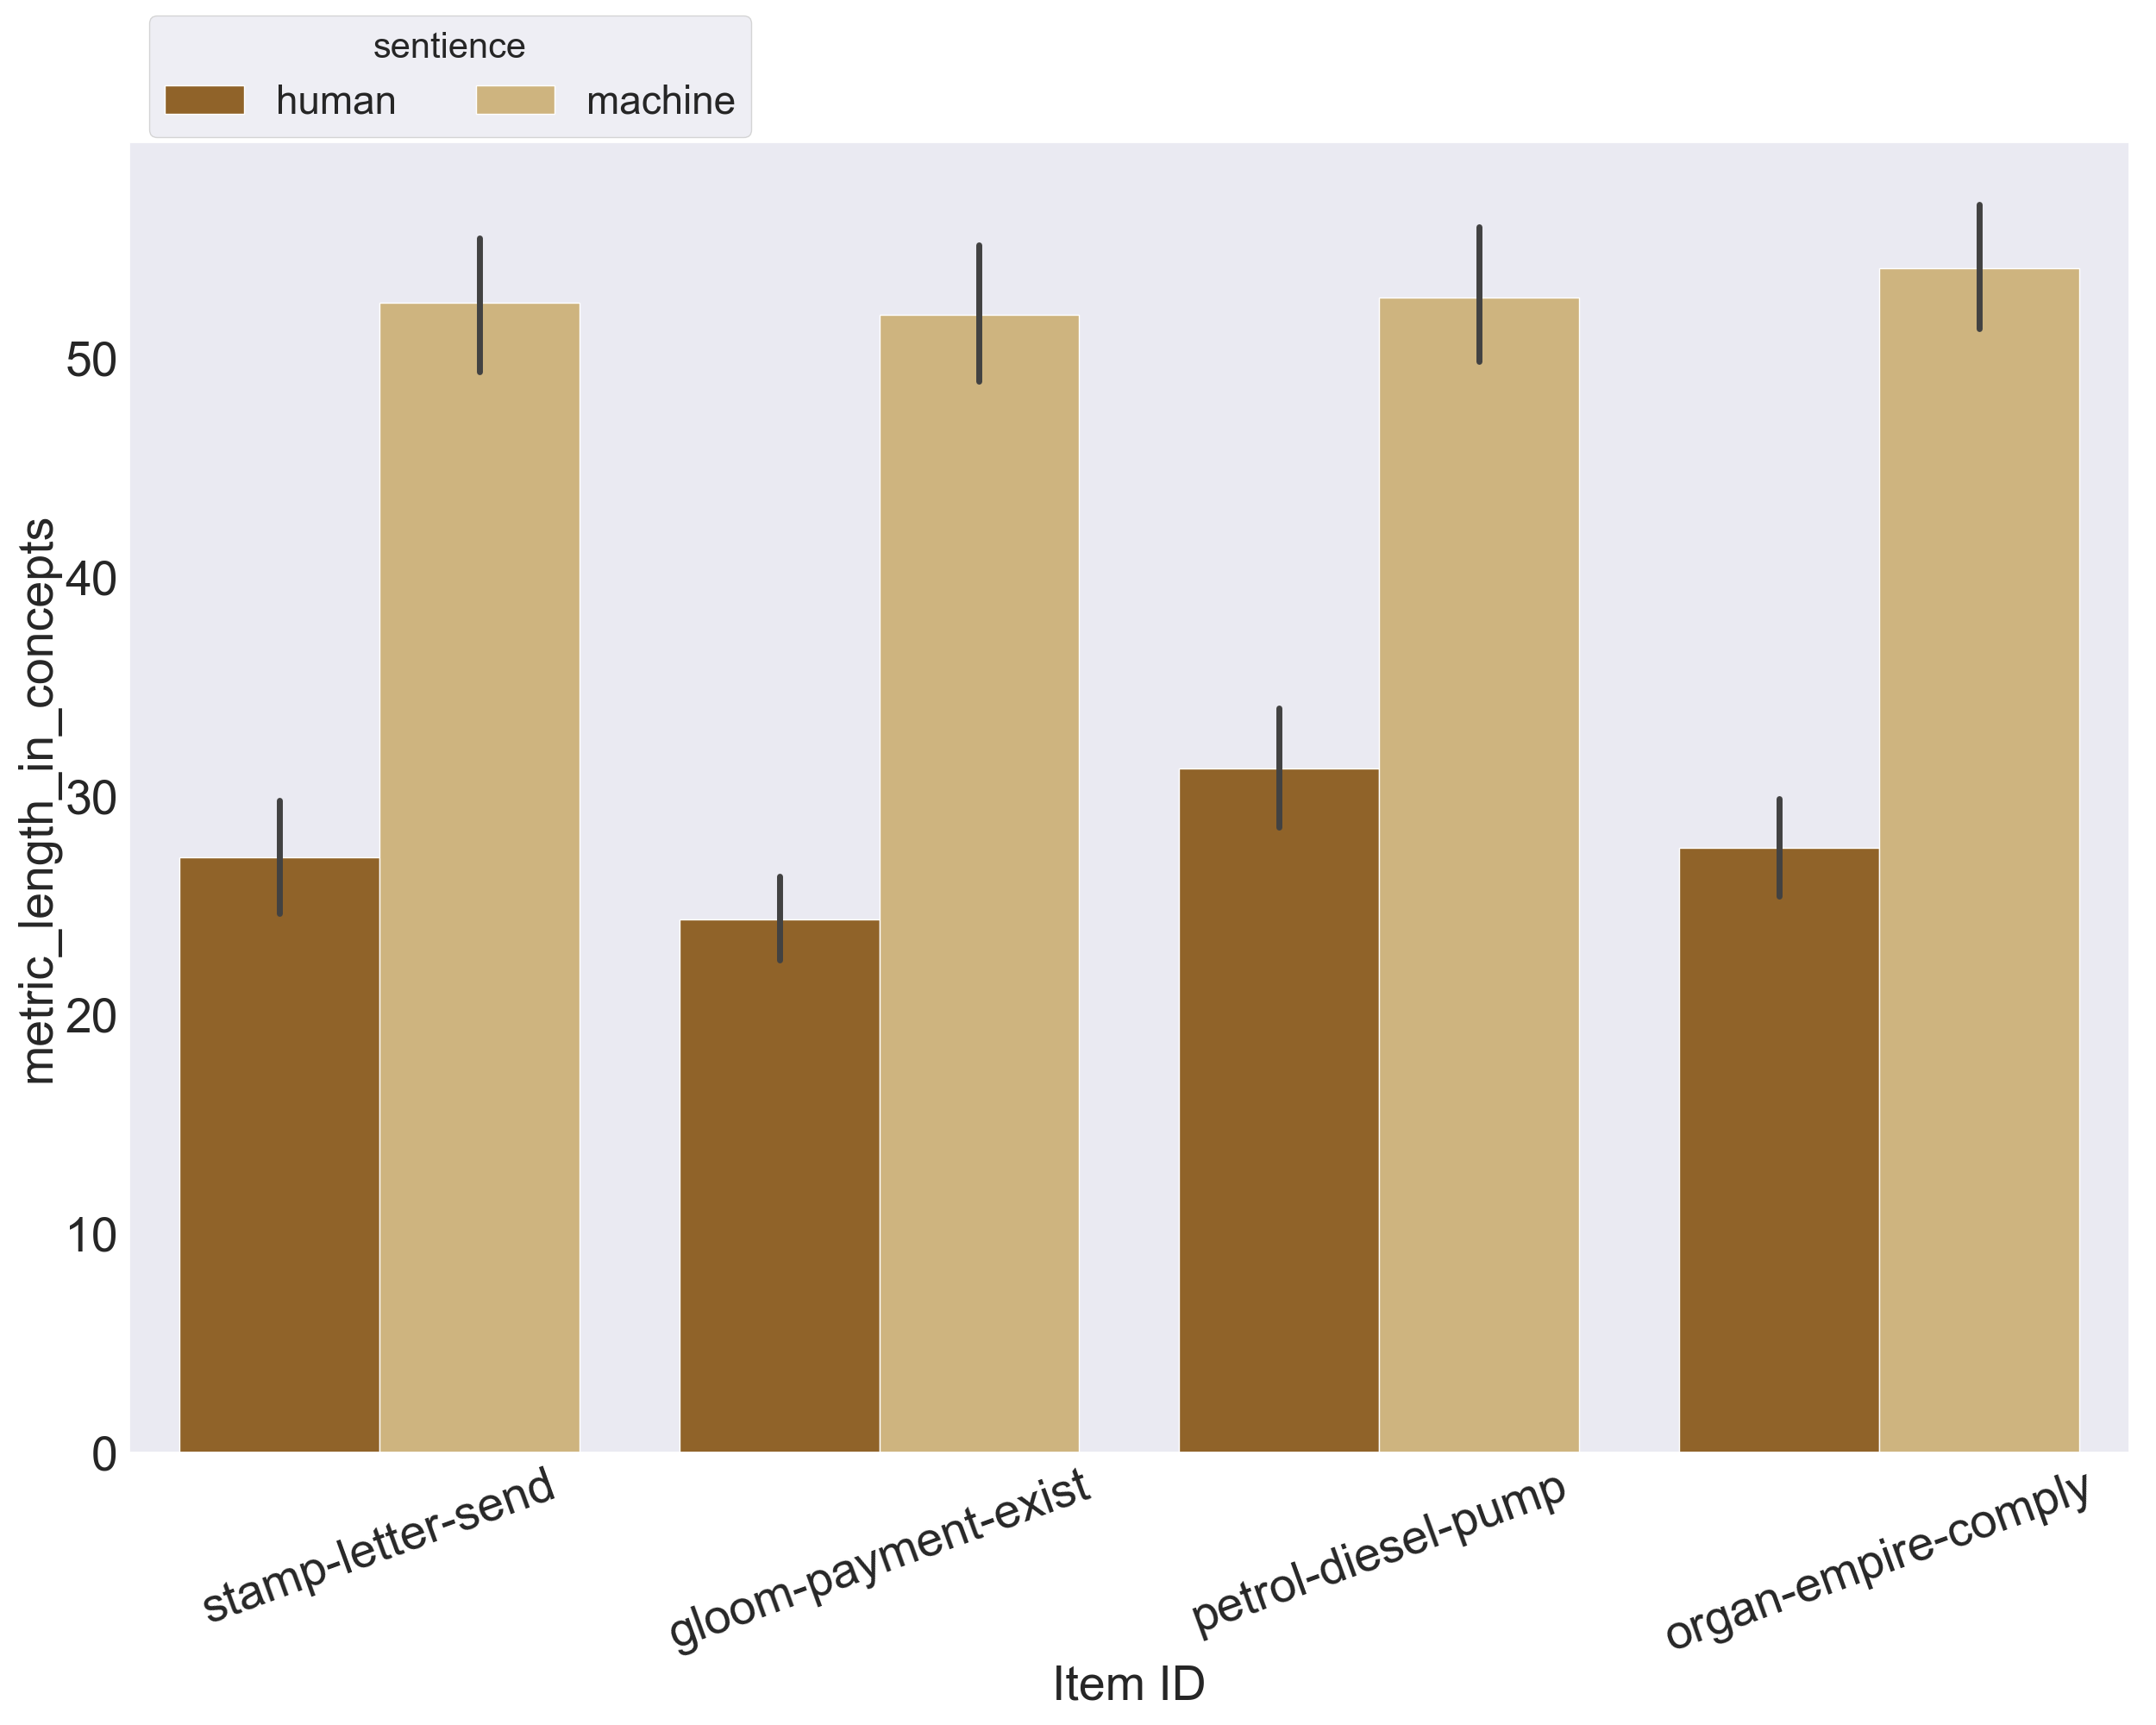 sentience
human machine
metric_length_in_concepts
50
40
30
20
10
0
stamp-letter-send
gloom-payment-exist
petrol-diesel-pump
organ-empire-comply
Item ID